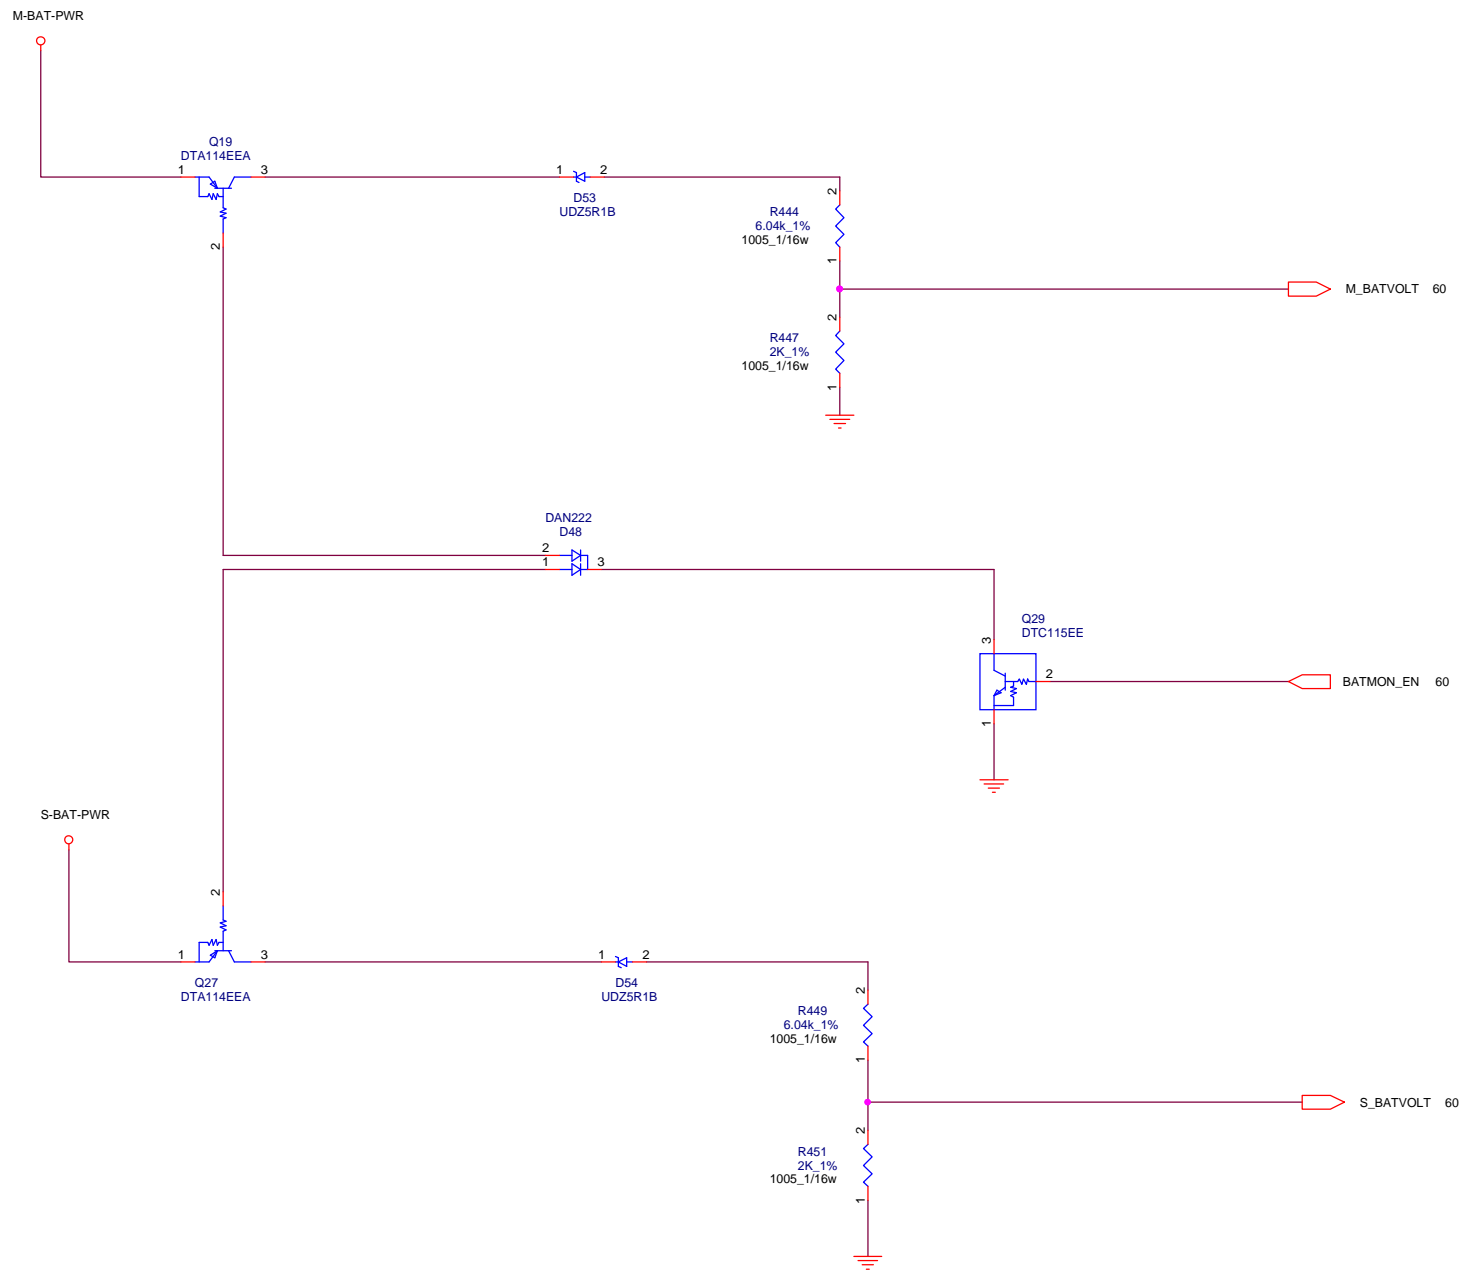 M-BAT-PWR
Q19
DTA114EEA
1
3
2
1
2
D53
UDZ5R1B
2
R444
6.04k_1%
1005_1/16w
1
M_BATVOLT 60
2
R447
2K_1%
1005_1/16w
1
DAN222
D48
2
1
3
Q29
DTC115EE
3
2
BATMON_EN 60
1
S-BAT-PWR
2
1
3
Q27
DTA114EEA
1
2
D54
UDZ5R1B
2
R449
6.04k_1%
1005_1/16w
1
S_BATVOLT 60
2
R451
2K_1%
1005_1/16w
1